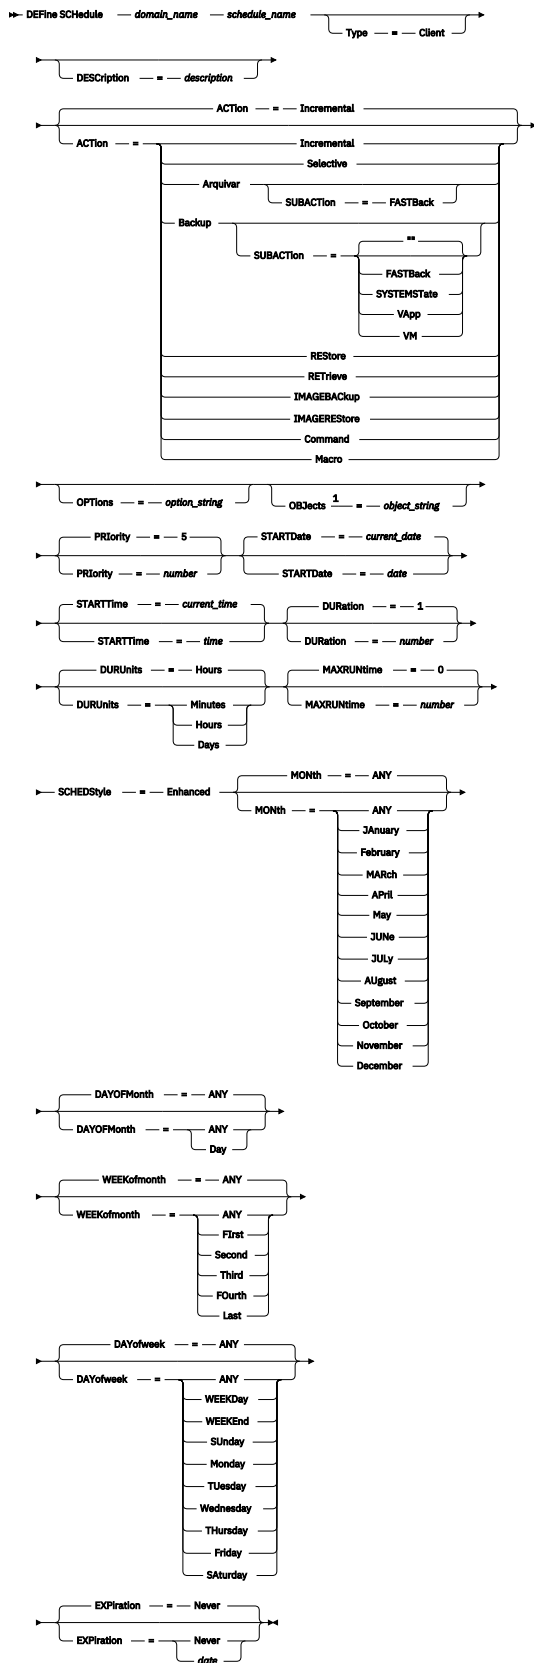 DEFine SCHedule — domain_name — schedule_name
Type — = — Client
DESCription — = — description
ACTion — = — Incremental
ACTion — = — Incremental
Selective
Arquivar
SUBACTion — = — FASTBack
Backup
""
SUBACTion — =
FASTBack
SYSTEMSTate
VApp
VM
REStore
RETrieve
IMAGEBACkup
IMAGEREStore
Command
Macro
OPTions — = — option_string
OBJects 1 = — object_string
PRIority — = — 5
STARTDate — = — current_date
PRIority — = — number
STARTDate — = — date
STARTTime — = — current_time
DURation — = — 1
STARTTime — = — time
DURation — = — number
DURUnits — = — Hours
MAXRUNtime — = — 0
DURUnits — = — Minutes
MAXRUNtime — = — number
Hours
Days
MONth — = — ANY
SCHEDStyle — = — Enhanced
MONth — = — ANY
JAnuary
February
MARch
APril
May
JUNe
JULy
AUgust
September
October
November
December
DAYOFMonth — = — ANY
DAYOFMonth — = — ANY
Day
WEEKofmonth — = — ANY
WEEKofmonth — = — ANY
FIrst
Second
Third
FOurth
Last
DAYofweek — = — ANY
DAYofweek — = — ANY
WEEKDay
WEEKEnd
SUnday
Monday
TUesday
Wednesday
THursday
Friday
SAturday
EXPiration — = — Never
EXPiration — = — Never
date